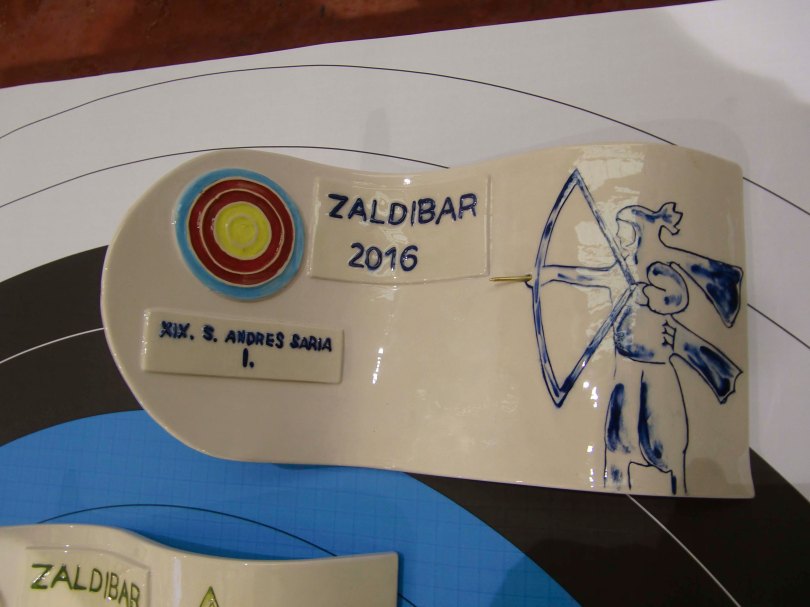 ZALDIBAR
2016
XIX. S. ANDRES SARIA
I.
ZALDIBAR